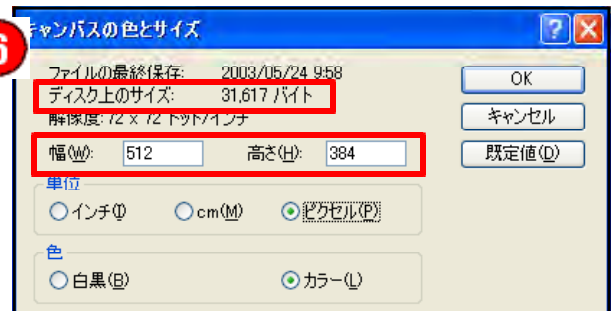 6
キャンバスの色とサイズ
ファイルの最終保存: 2003/05/24 9:58
ディスク上のサイズ: 31,617 バイト
解像度: 72 x 72 ドット/インチ
幅(W): 512 高さ(H): 384
単位
インチ(I) cm(M) ピクセル(P)
色
白黒(B) カラー(L)
OK
キャンセル
既定値(D)